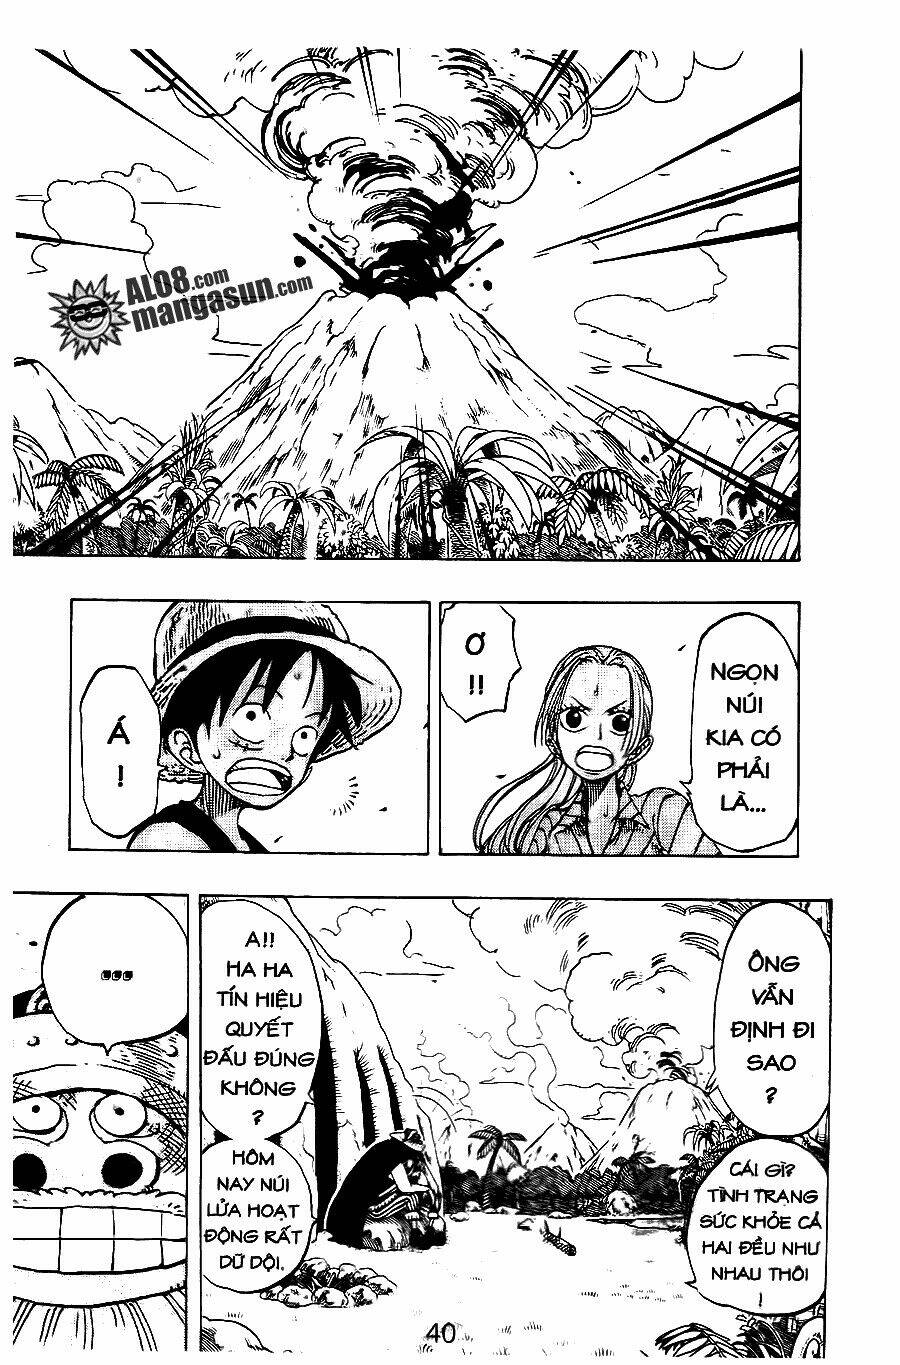 AL08.com
mangasun.com
NGỌN
NÚI
KIA CÓ
PHẢI
LÀ...
Ơ
!!
Á
!
ÔNG
VẪN
ĐỊNH ĐI
SAO
?
CÁI GÌ?
TÌNH TRẠNG
SỨC KHỎE CẢ
HAI ĐỀU NHƯ
NHAU THÔI
!
A!!
HA HA
TÍN HIỆU
QUYẾT
ĐẤU ĐÚNG
KHÔNG
?
HÔM
NAY NÚI
LỬA HOẠT
ĐỘNG RẤT
DỮ DỘI.
...
40